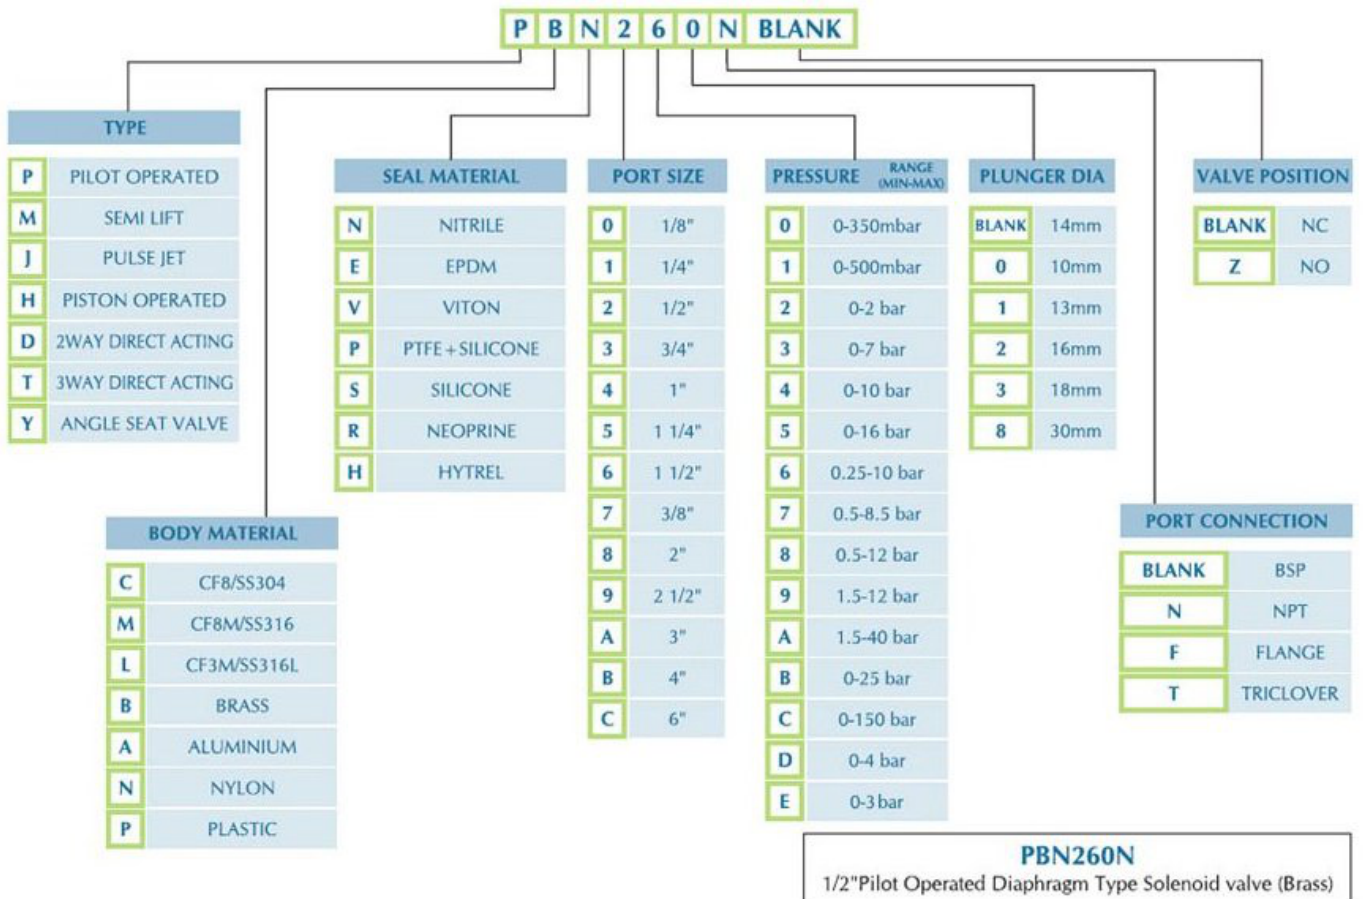 P B N 2 6 0 N BLANK
TYPE
P PILOT OPERATED
M SEMI LIFT
J PULSE JET
H PISTON OPERATED
D 2WAY DIRECT ACTING
T 3WAY DIRECT ACTING
Y ANGLE SEAT VALVE
BODY MATERIAL
C CF8/SS304
M CF8M/SS316
L CF3M/SS316L
B BRASS
A ALUMINIUM
N NYLON
P PLASTIC
SEAL MATERIAL
N NITRILE
E EPDM
V VITON
P PTFE+SILICONE
S SILICONE
R NEOPRINE
H HYTREL
PORT SIZE
0 1/8"
1 1/4"
2 1/2"
3 3/4"
4 1"
5 1 1/4"
6 1 1/2"
7 3/8"
8 2"
9 2 1/2"
A 3"
B 4"
C 6"
PRESSURE RANGE (MIN-MAX)
0 0-350mbar
1 0-500mbar
2 0-2 bar
3 0-7 bar
4 0-10 bar
5 0-16 bar
6 0.25-10 bar
7 0.5-8.5 bar
8 0.5-12 bar
9 1.5-12 bar
A 1.5-40 bar
B 0-25 bar
C 0-150 bar
D 0-4 bar
E 0-3 bar
PLUNGER DIA
BLANK 14mm
0 10mm
1 13mm
2 16mm
3 18mm
8 30mm
VALVE POSITION
BLANK NC
Z NO
PORT CONNECTION
BLANK BSP
N NPT
F FLANGE
T TRICLOVER
PBN260N
1/2"Pilot Operated Diaphragm Type Solenoid valve (Brass)